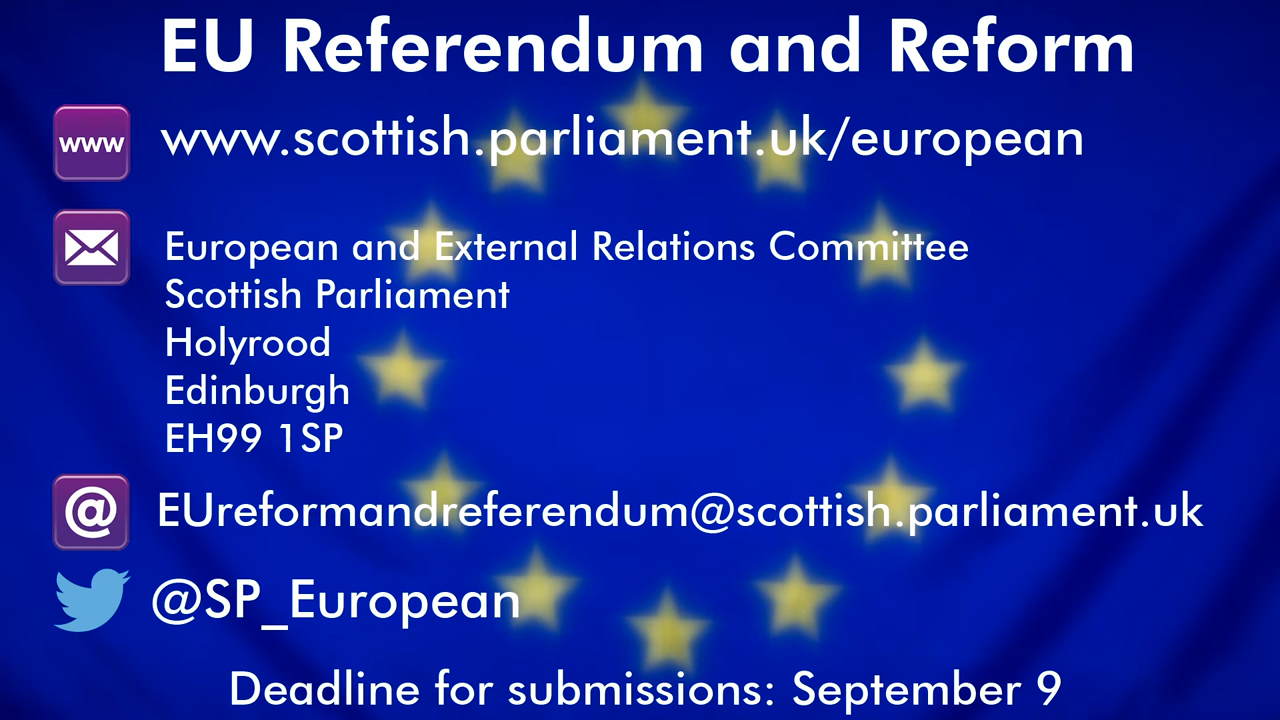 EU Referendum and Reform
www www.scottish.parliament.uk/european
European and External Relations Committee
Scottish Parliament
Holyrood
Edinburgh
EH99 1SP
@ EUreformandreferendum@scottish.parliament.uk
@SP_European
Deadline for submissions: September 9